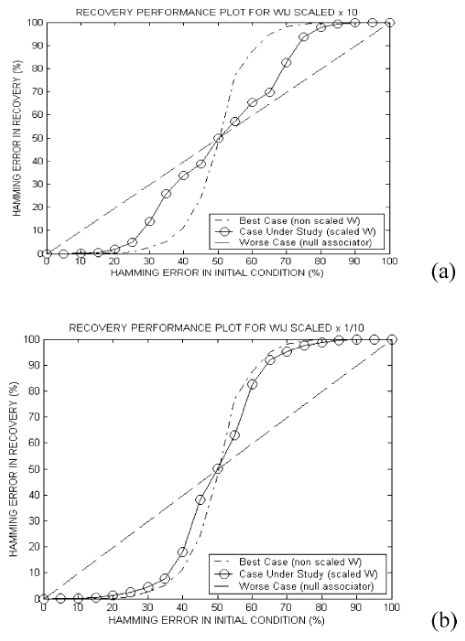 RECOVERY PERFORMANCE PLOT FOR WIJ SCALED x 10
HAMMING ERROR IN RECOVERY (%)
100
90
80
70
60
50
40
30
20
10
0
Best Case (non scaled W)
Case Under Study (scaled W)
Worse Case (null associator)
0 10 20 30 40 50 60 70 80 90 100
HAMMING ERROR IN INITIAL CONDITION (%)
(a)
RECOVERY PERFORMANCE PLOT FOR WIJ SCALED x 1/10
HAMMING ERROR IN RECOVERY (%)
100
90
80
70
60
50
40
30
20
10
0
Best Case (non scaled W)
Case Under Study (scaled W)
Worse Case (null associator)
0 10 20 30 40 50 60 70 80 90 100
HAMMING ERROR IN INITIAL CONDITION (%)
(b)